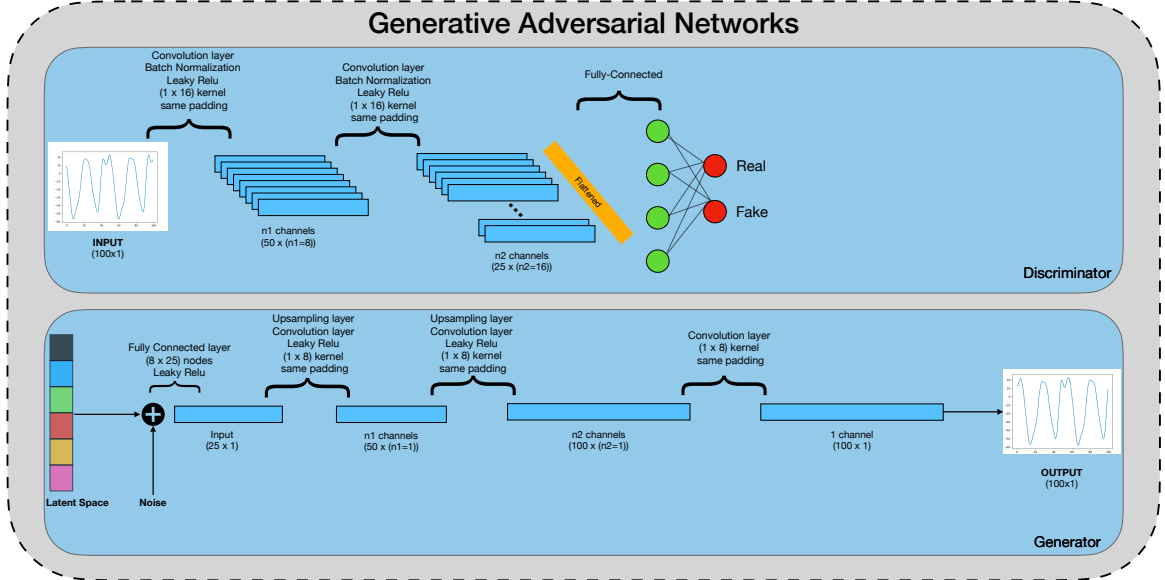 Generative Adversarial Networks
Convolution layer
Batch Normalization
Leaky Relu
(1 x 16) kernel
same padding
Convolution layer
Batch Normalization
Leaky Relu
(1 x 16) kernel
same padding
Fully-Connected
INPUT
(100x1)
n1 channels
(50 x (n1=8))
n2 channels
(25 x (n2=16))
Flattened
Real
Fake
Discriminator
Fully Connected layer
(8 x 25) nodes
Leaky Relu
Upsampling layer
Convolution layer
Leaky Relu
(1 x 8) kernel
same padding
Upsampling layer
Convolution layer
Leaky Relu
(1 x 8) kernel
same padding
Convolution layer
(1 x 8) kernel
same padding
Latent Space
Noise
Input
(25 x 1)
n1 channels
(50 x (n1=1))
n2 channels
(100 x (n2=1))
1 channel
(100 x 1)
OUTPUT
(100x1)
Generator